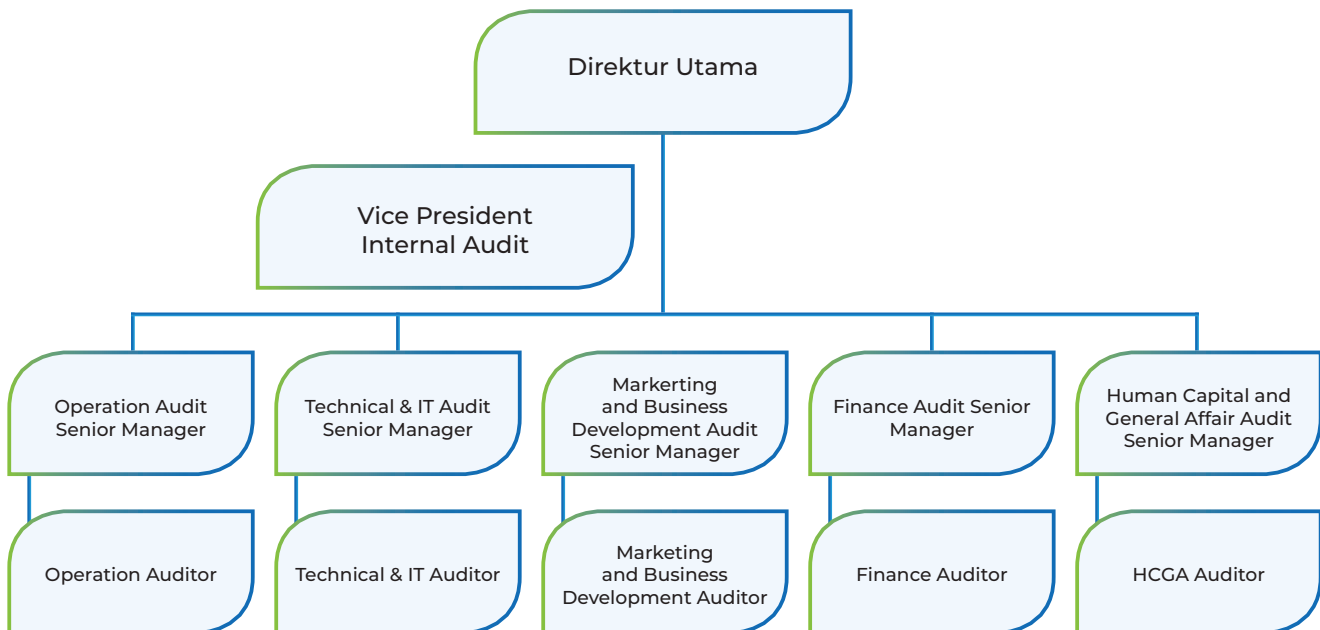 Direktur Utama
Vice President
Internal Audit
Operation Audit
Senior Manager
Technical & IT Audit
Senior Manager
Markerting
and Business
Development Audit
Senior Manager
Finance Audit Senior
Manager
Human Capital and
General Affair Audit
Senior Manager
Operation Auditor
Technical & IT Auditor
Marketing
and Business
Development Auditor
Finance Auditor
HCGA Auditor